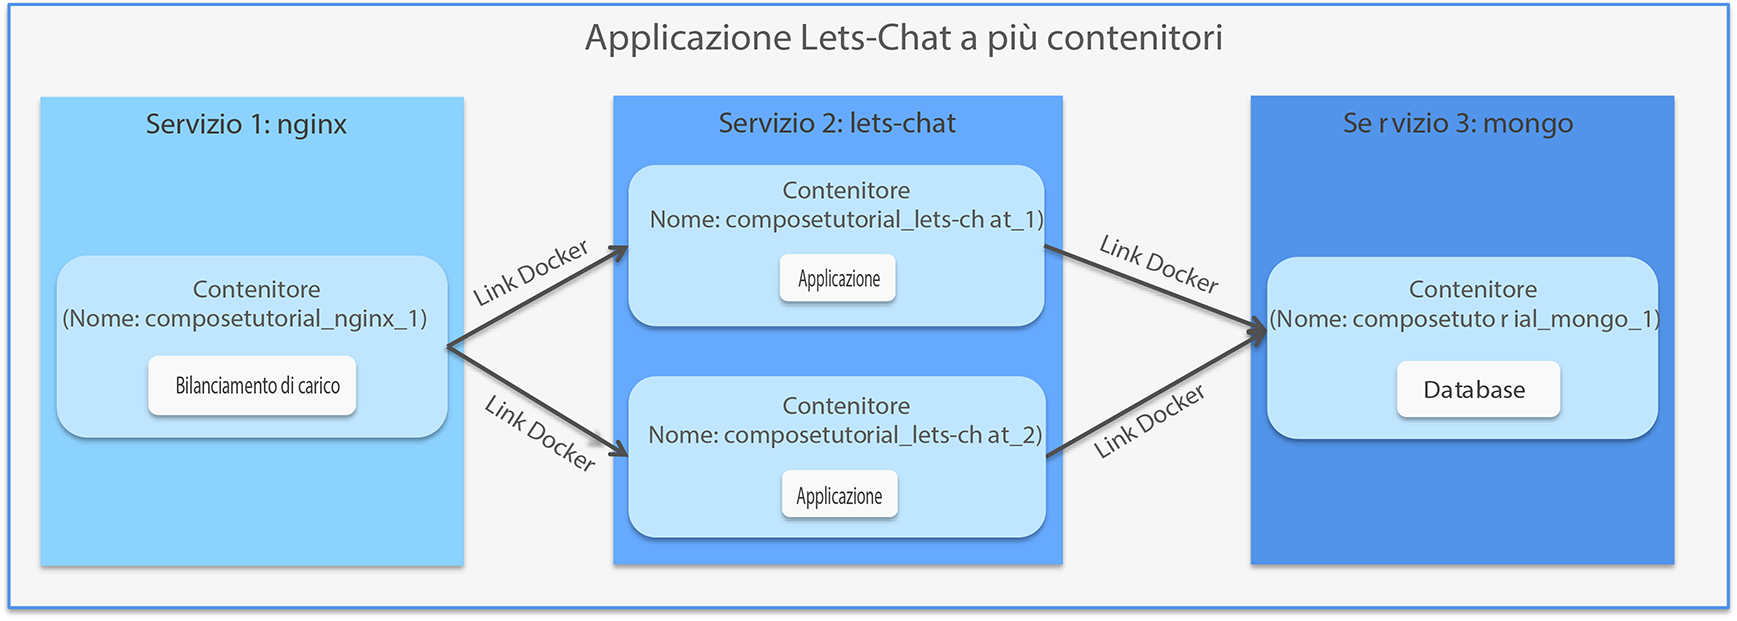 Applicazione Lets-Chat a più contenitori
Servizio 1: nginx
Contenitore
(Nome: composetutorial_nginx_1)
Bilanciamento di carico
Link Docker
Link Docker
Servizio 2: lets-chat
Contenitore
Nome: composetutorial_lets-ch at_1)
Applicazione
Contenitore
Nome: composetutorial_lets-ch at_2)
Applicazione
Link Docker
Link Docker
Se r vizio 3: mongo
Contenitore
(Nome: composetuto r ial_mongo_1)
Database